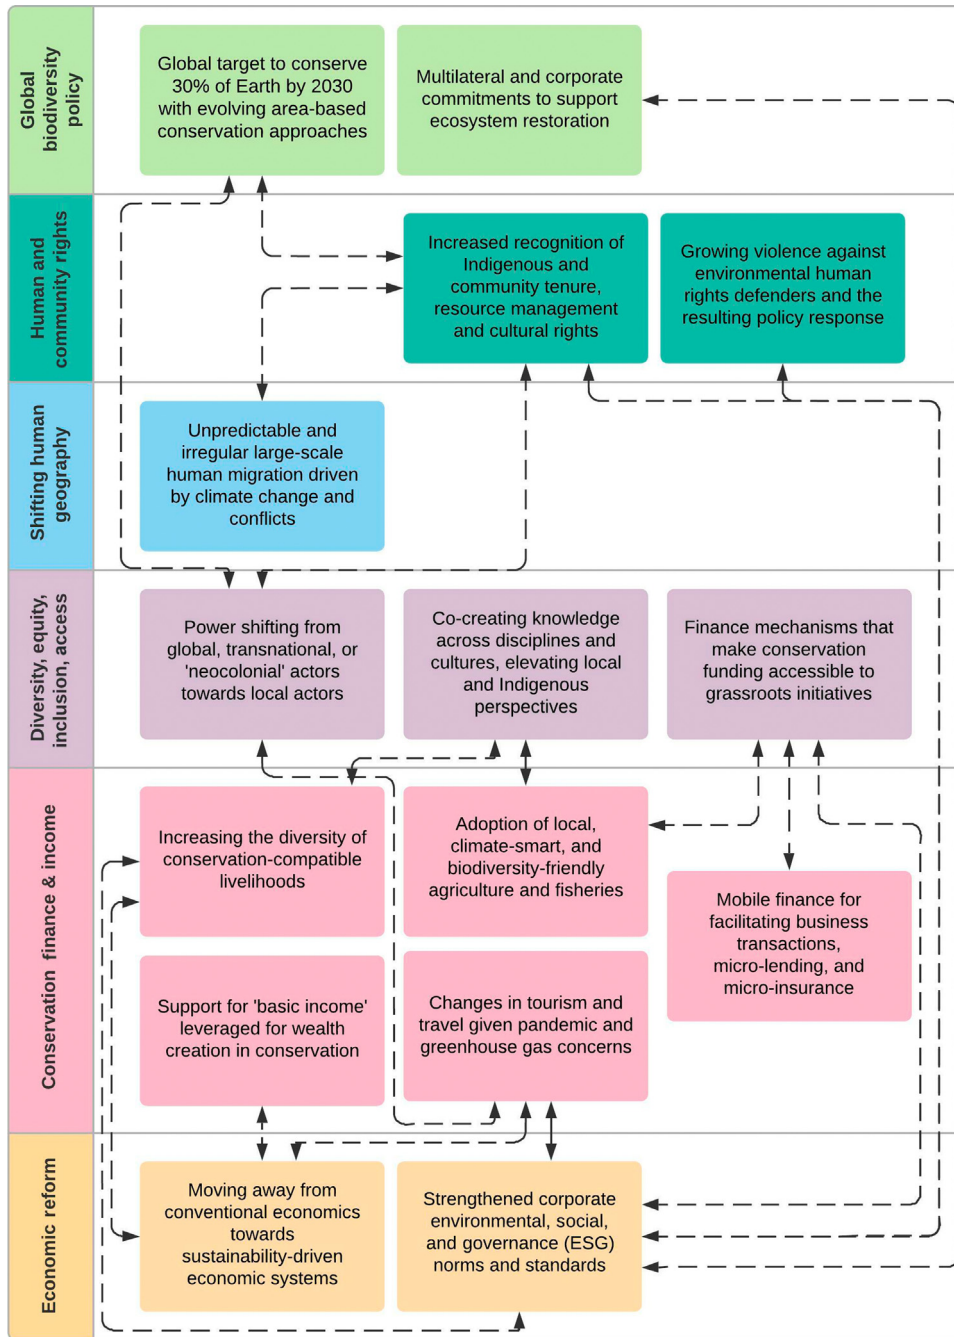 Global
biodiversity
policy
Global target to conserve
30% of Earth by 2030
with evolving area-based
conservation approaches
Multilateral and corporate
commitments to support
ecosystem restoration
Human and
community rights
Increased recognition of
Indigenous and
community tenure,
resource management
and cultural rights
Growing violence against
environmental human
rights defenders and the
resulting policy response
Shifting human
geography
Unpredictable and
irregular large-scale
human migration driven
by climate change and
conflicts
Diversity, equity,
inclusion, access
Power shifting from
global, transnational, or
'neocolonial' actors
towards local actors
Co-creating knowledge
across disciplines and
cultures, elevating local
and Indigenous
perspectives
Finance mechanisms that
make conservation
funding accessible to
grassroots initiatives
Conservation finance & income
Increasing the diversity of
conservation-compatible
livelihoods
Adoption of local,
climate-smart, and
biodiversity-friendly
agriculture and fisheries
Mobile finance for
facilitating business
transactions,
micro-lending, and
micro-insurance
Support for 'basic income'
leveraged for wealth
creation in conservation
Changes in tourism and
travel given pandemic and
greenhouse gas concerns
Economic reform
Moving away from
conventional economics
towards
sustainability-driven
economic systems
Strengthened corporate
environmental, social,
and governance (ESG)
norms and standards